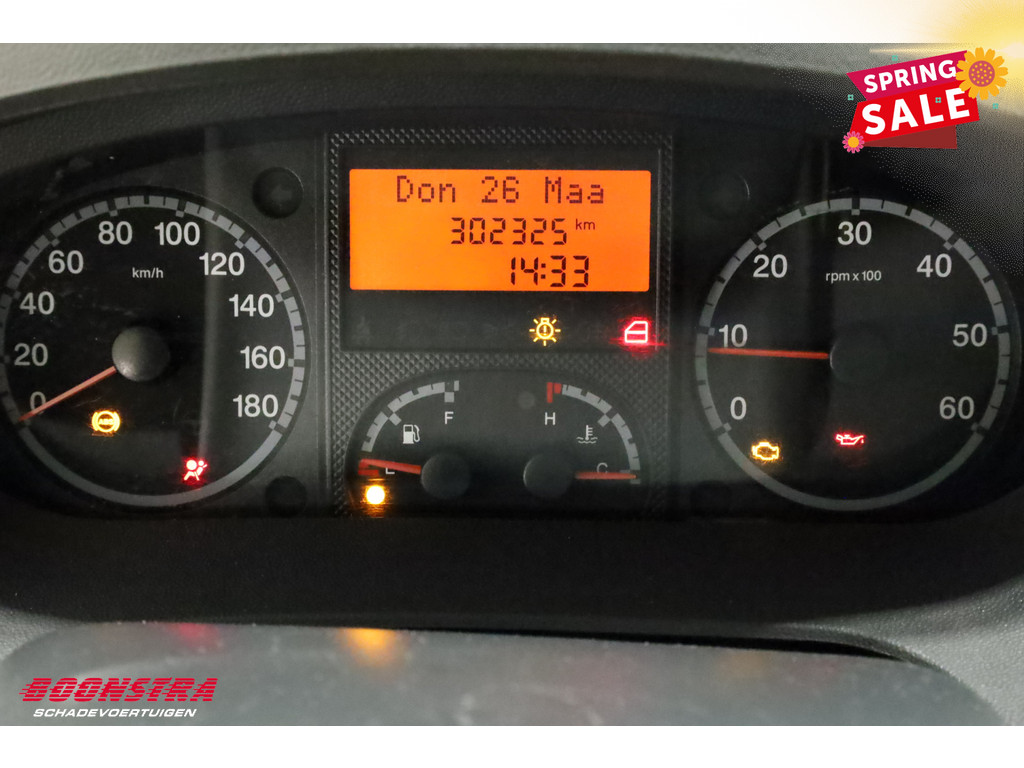 SPRING
SALE
Don 26 Maa
302325 km
14:33
0 20 40 60 80 100 120 140 160 180
km/h
ABS
F
E
H
C
0 10 20 30 40 50 60
rpm x 100
BOONSTRA
SCHADEVOERTUIGEN